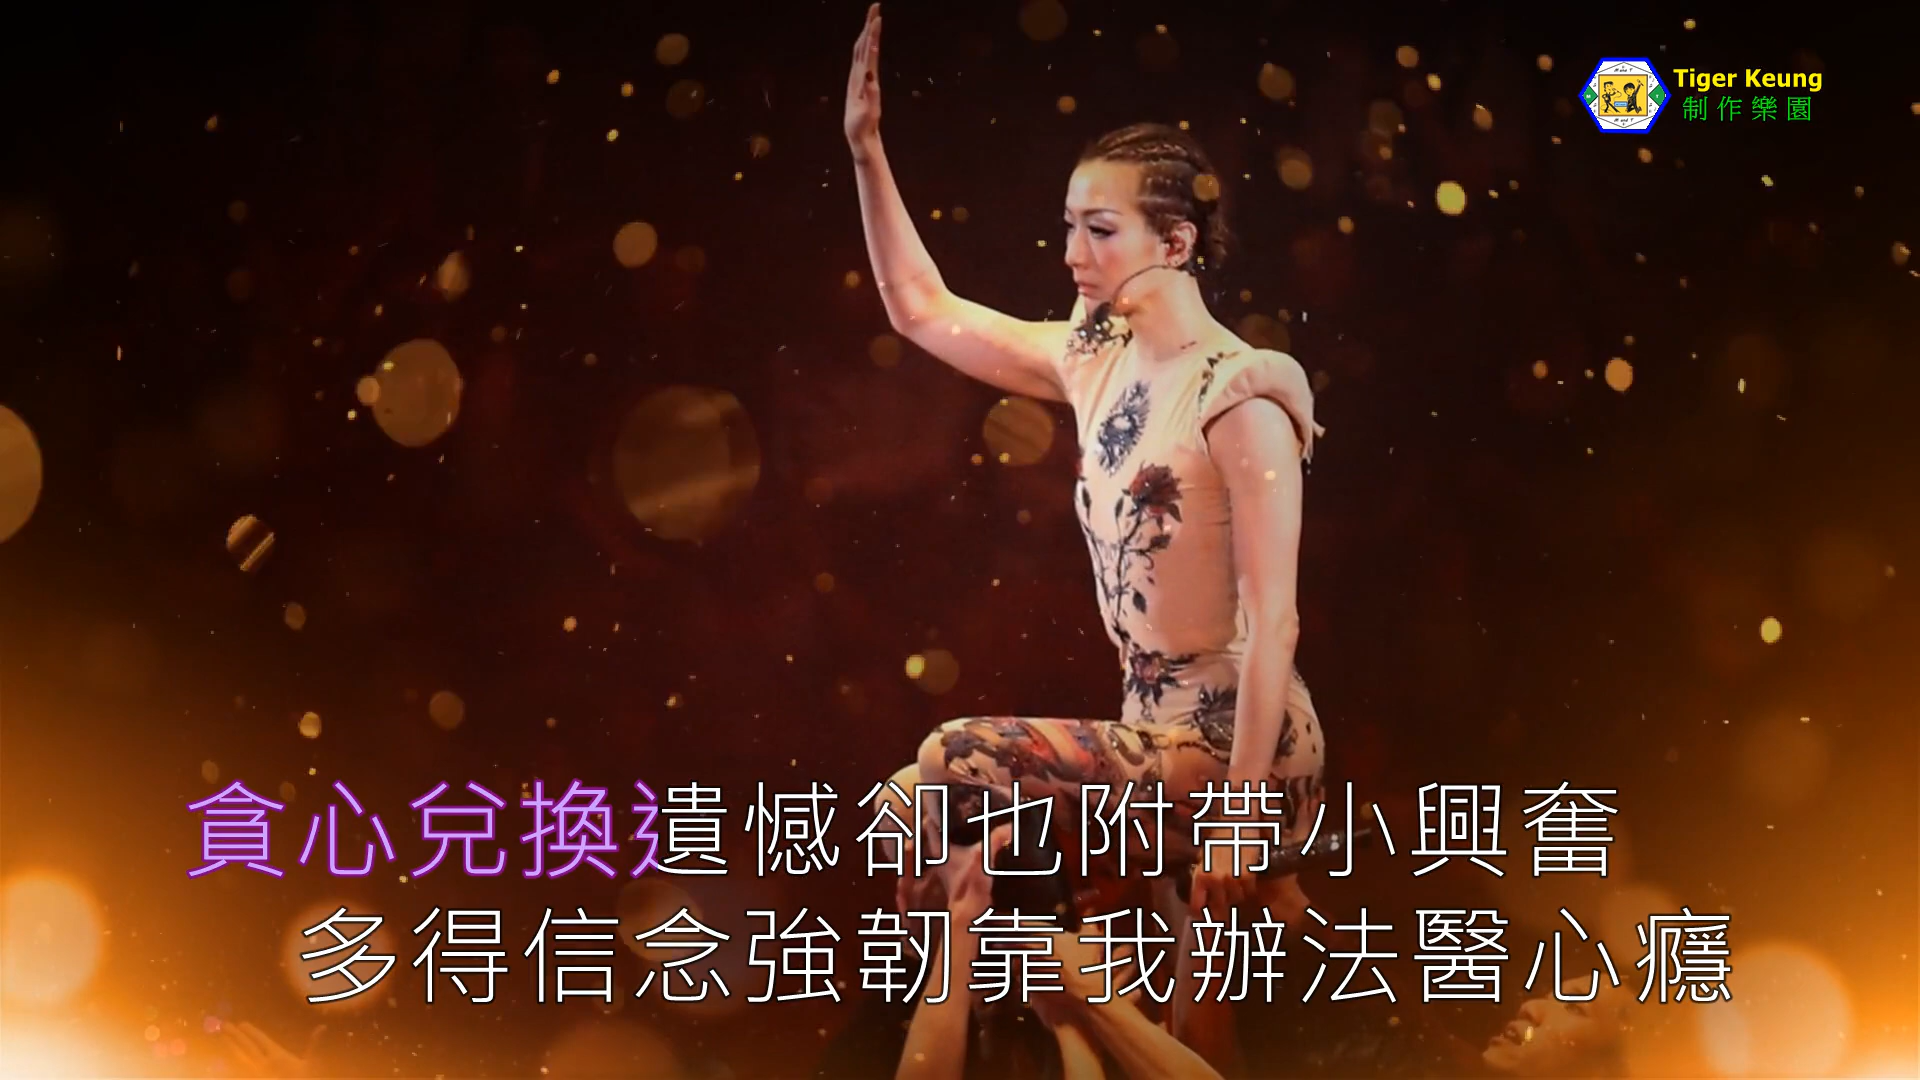 Tiger Keung
制作樂園
貪心兌換遺憾卻也附帶小興奮
多得信念強韌靠我辦法醫心癮